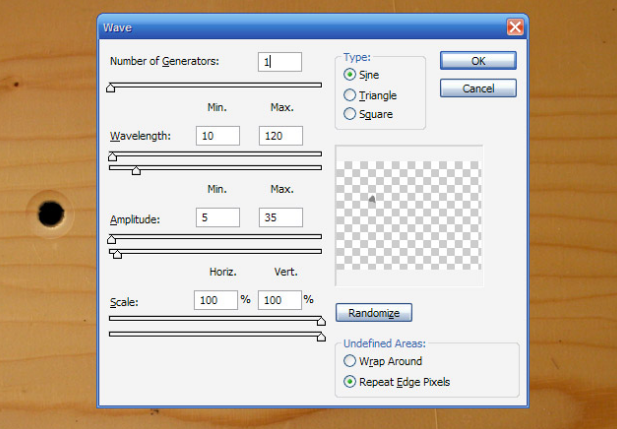 Wave
Number of Generators: 1
Type:
Sine
Triangle
Square
OK
Cancel
Min. Max.
Wavelength: 10 120
Min. Max.
Amplitude: 5 35
Horiz. Vert.
Scale: 100 % 100 %
Randomize
Undefined Areas:
Wrap Around
Repeat Edge Pixels